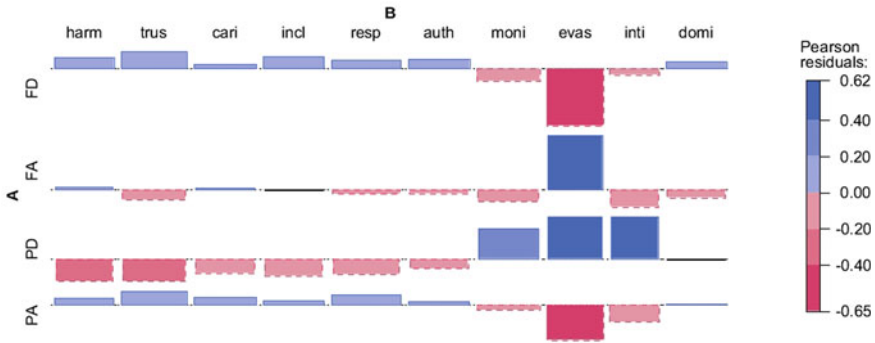 B
harm trus cari incl resp auth moni evas inti domi
A
FD
FA
PD
PA
Pearson
residuals:
0.62
0.40
0.20
0.00
-0.20
-0.40
-0.65